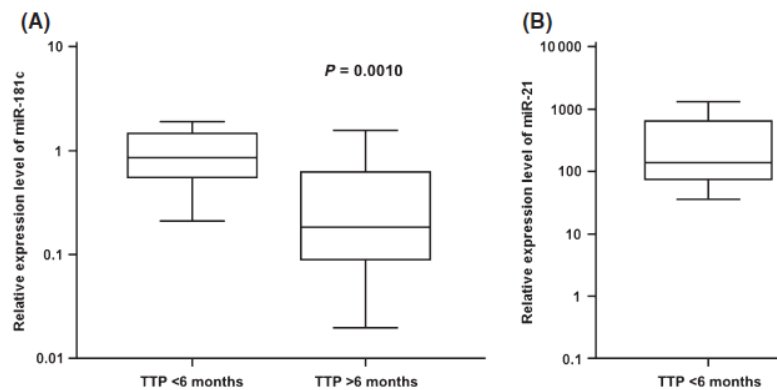 (A)
Relative expression level of miR-181c
10
1
0.1
0.01
P = 0.0010
TTP <6 months
TTP >6 months
(B)
Relative expression level of miR-21
10 000
1000
100
10
1
0.1
TTP <6 months